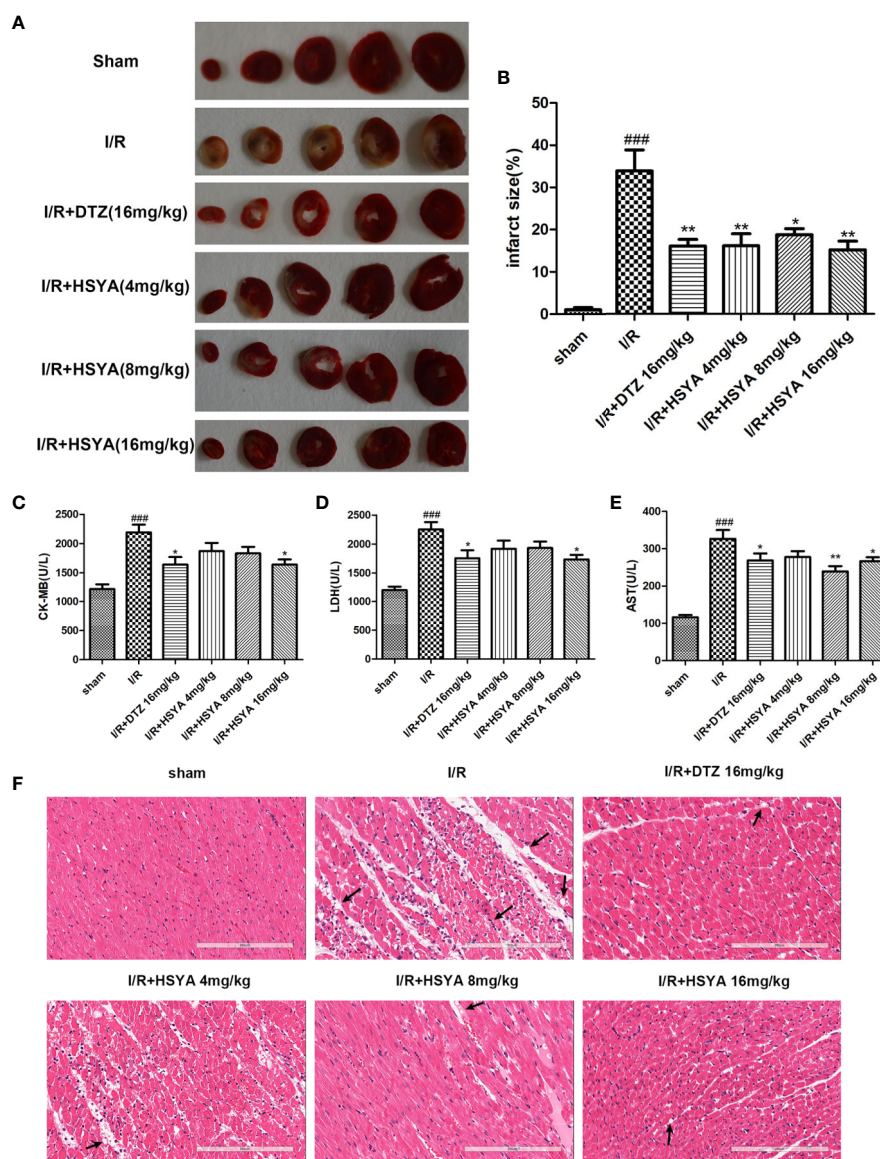 A
Sham
I/R
I/R+DTZ(16mg/kg)
I/R+HSYA(4mg/kg)
I/R+HSYA(8mg/kg)
I/R+HSYA(16mg/kg)
B
infarct size(%)
50
40
30
20
10
0
###
**
**
*
**
sham
I/R
I/R+DTZ 16mg/kg
I/R+HSYA 4mg/kg
I/R+HSYA 8mg/kg
I/R+HSYA 16mg/kg
C
CK-MB(U/L)
2500
2000
1500
1000
500
0
###
*
*
sham
I/R
I/R+DTZ 16mg/kg
I/R+HSYA 4mg/kg
I/R+HSYA 8mg/kg
I/R+HSYA 16mg/kg
D
LDH(U/L)
2500
2000
1500
1000
500
0
###
*
*
sham
I/R
I/R+DTZ 16mg/kg
I/R+HSYA 4mg/kg
I/R+HSYA 8mg/kg
I/R+HSYA 16mg/kg
E
AST(U/L)
400
300
200
100
0
###
*
**
*
sham
I/R
I/R+DTZ 16mg/kg
I/R+HSYA 4mg/kg
I/R+HSYA 8mg/kg
I/R+HSYA 16mg/kg
F
sham
I/R
I/R+DTZ 16mg/kg
I/R+HSYA 4mg/kg
I/R+HSYA 8mg/kg
I/R+HSYA 16mg/kg